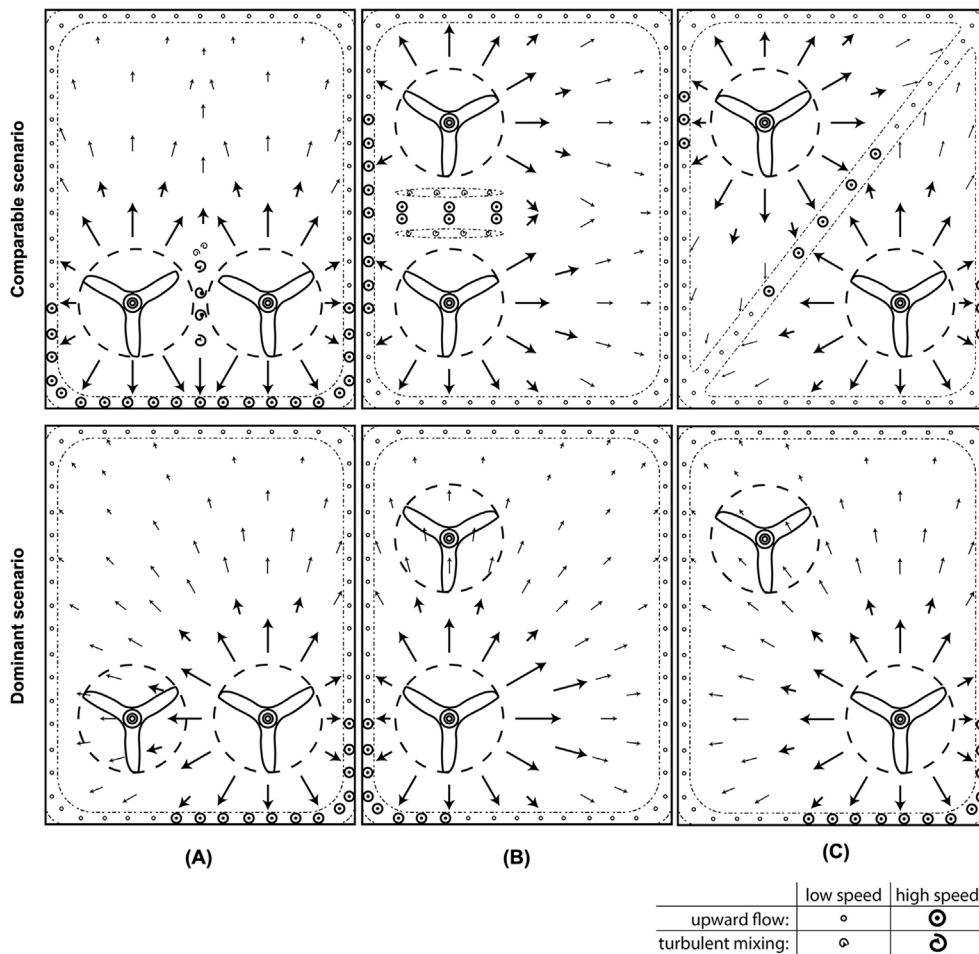 Comparable scenario
Dominant scenario
(A)
(B)
(C)
low speed
high speed
upward flow:
turbulent mixing: